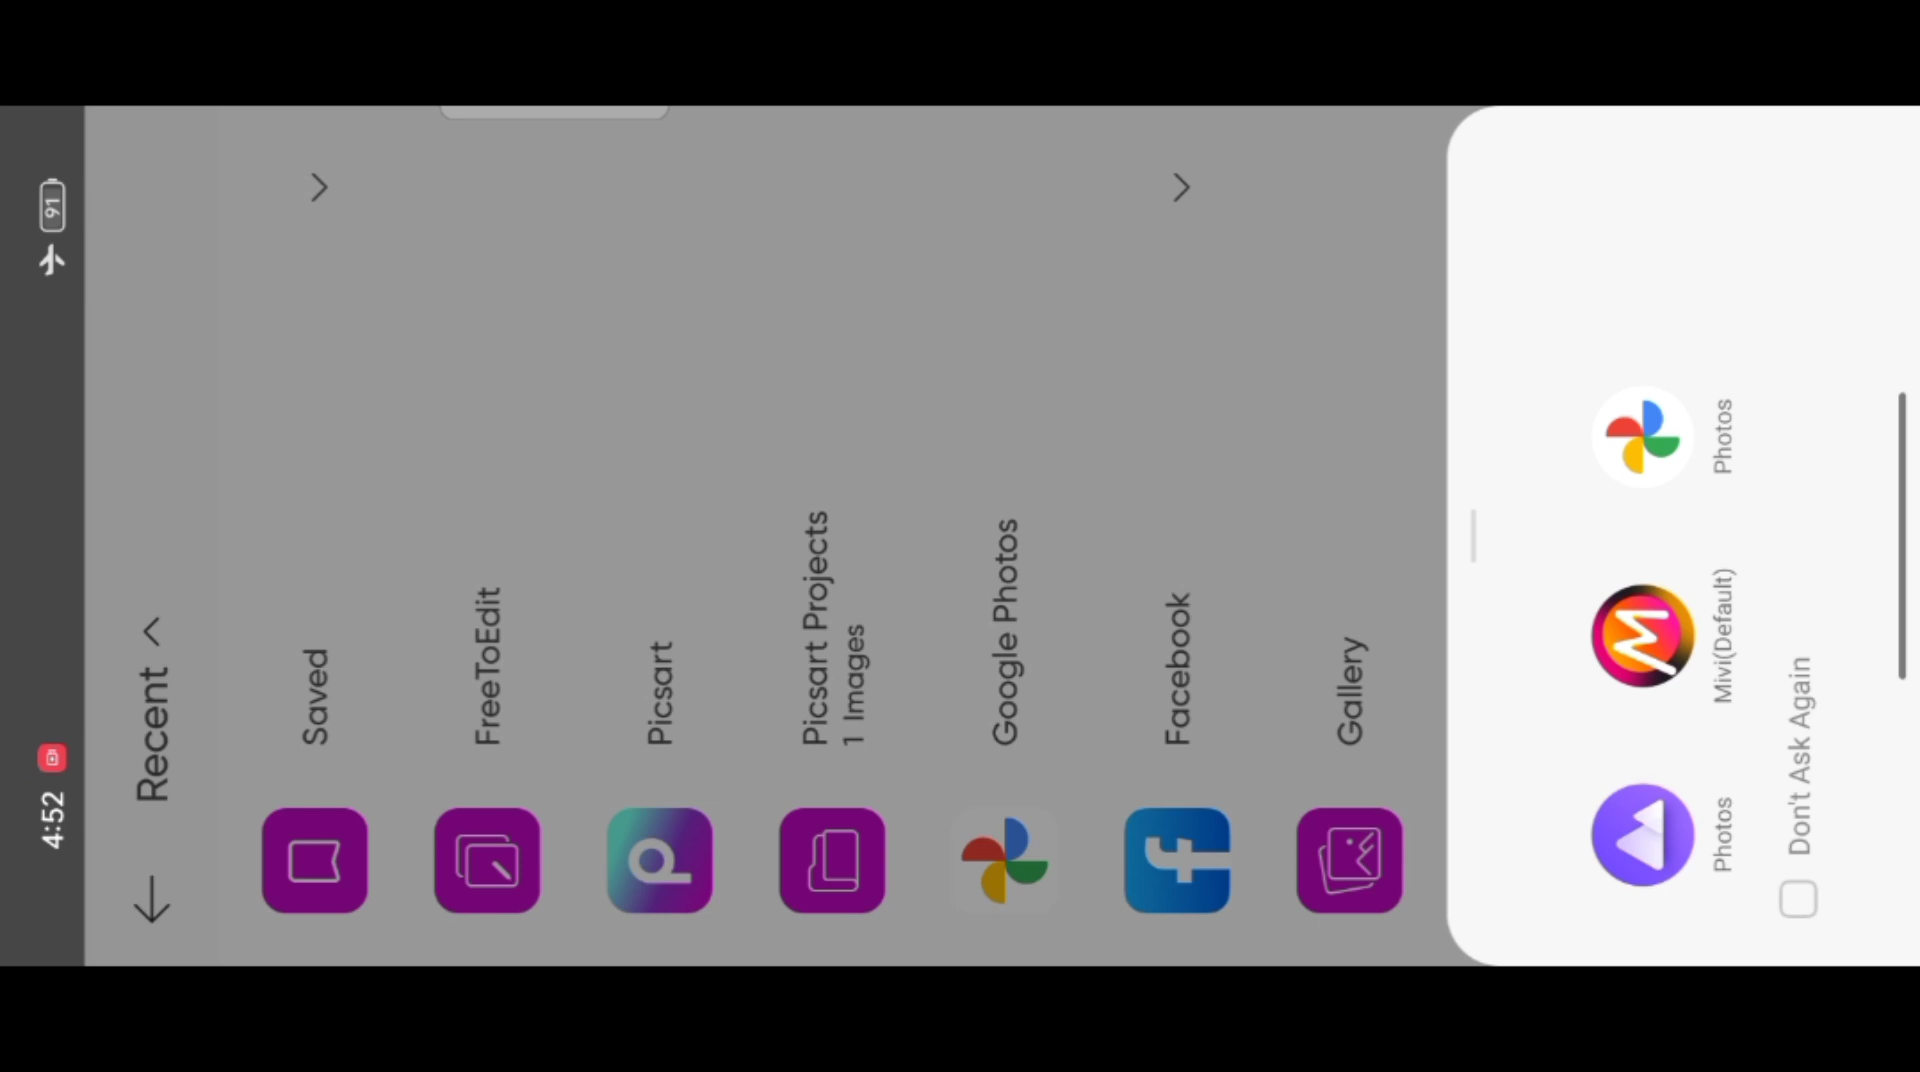 4:52
91
Recent
Saved
FreeToEdit
Picsart
Picsart Projects
1 Images
Google Photos
Facebook
Gallery
Photos
Mivi(Default)
Photos
Don't Ask Again